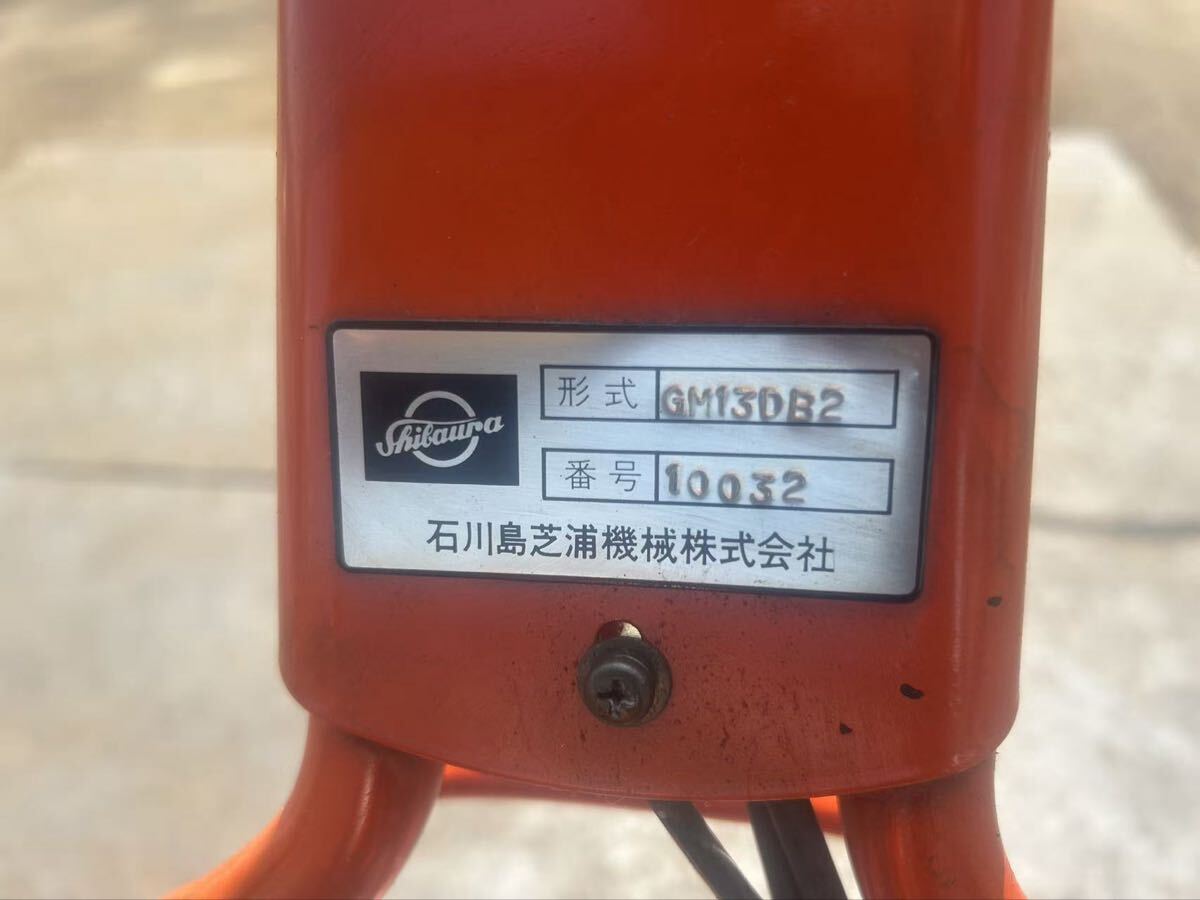 Shibaura
形式 GM13DB2
番号 10032
石川島芝浦機械株式会社